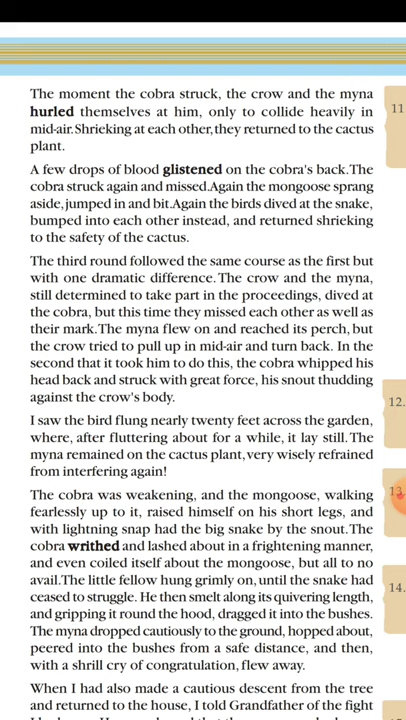 The moment the cobra struck, the crow and the myna
hurled themselves at him, only to collide heavily in
mid-air.Shrieking at each other, they returned to the cactus
plant.
A few drops of blood glistened on the cobra's back.The
cobra struck again and missed.Again the mongoose sprang
aside, jumped in and bit.Again the birds dived at the snake,
bumped into each other instead, and returned shrieking
to the safety of the cactus.
The third round followed the same course as the first but
with one dramatic difference.The crow and the myna,
still determined to take part in the proceedings, dived at
the cobra, but this time they missed each other as well as
their mark.The myna flew on and reached its perch, but
the crow tried to pull up in mid-air and turn back. In the
second that it took him to do this, the cobra whipped his
head back and struck with great force, his snout thudding
against the crow's body.
I saw the bird flung nearly twenty feet across the garden,
where, after fluttering about for a while, it lay still.The
myna remained on the cactus plant, very wisely refrained
from interfering again!
The cobra was weakening, and the mongoose, walking
fearlessly up to it, raised himself on his short legs, and
with lightning snap had the big snake by the snout.The
cobra writhed and lashed about in a frightening manner,
and even coiled itself about the mongoose, but all to no
avail.The little fellow hung grimly on, until the snake had
ceased to struggle. He then smelt along its quivering length,
and gripping it round the hood, dragged it into the bushes.
The myna dropped cautiously to the ground, hopped about,
peered into the bushes from a safe distance, and then,
with a shrill cry of congratulation, flew away.
When I had also made a cautious descent from the tree
and returned to the house, I told Grandfather of the fight
11
12.
13.
14.